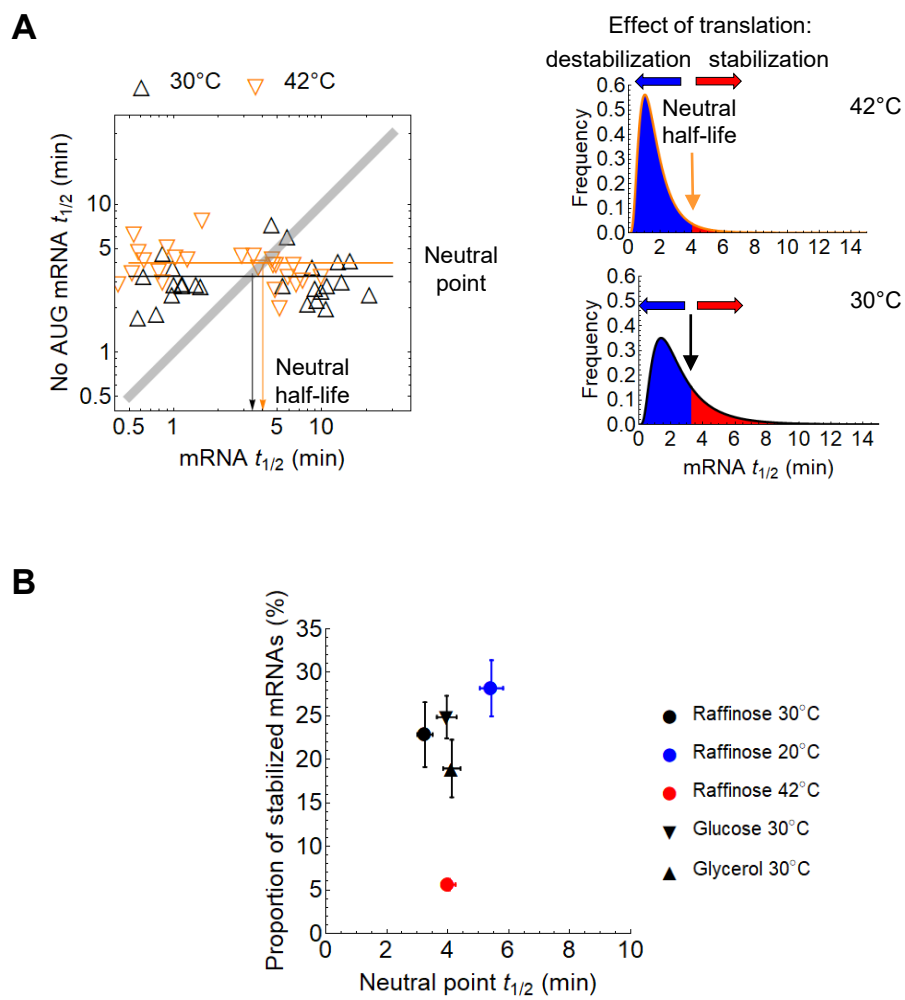 A
30°C 42°C
No AUG mRNA t1/2 (min)
10
5
1
0.5
0.5 1 5 10
mRNA t1/2 (min)
Neutral
half-life
Neutral
point
Effect of translation:
destabilization stabilization
42°C
Neutral
half-life
Frequency
0.6
0.5
0.4
0.3
0.2
0.1
0.0
0 2 4 6 8 10 12 14
30°C
Frequency
0.6
0.5
0.4
0.3
0.2
0.1
0.0
0 2 4 6 8 10 12 14
mRNA t1/2 (min)
B
Proportion of stabilized mRNAs (%)
35
30
25
20
15
10
5
0
0 2 4 6 8 10
Neutral point t1/2 (min)
Raffinose 30°C
Raffinose 20°C
Raffinose 42°C
Glucose 30°C
Glycerol 30°C